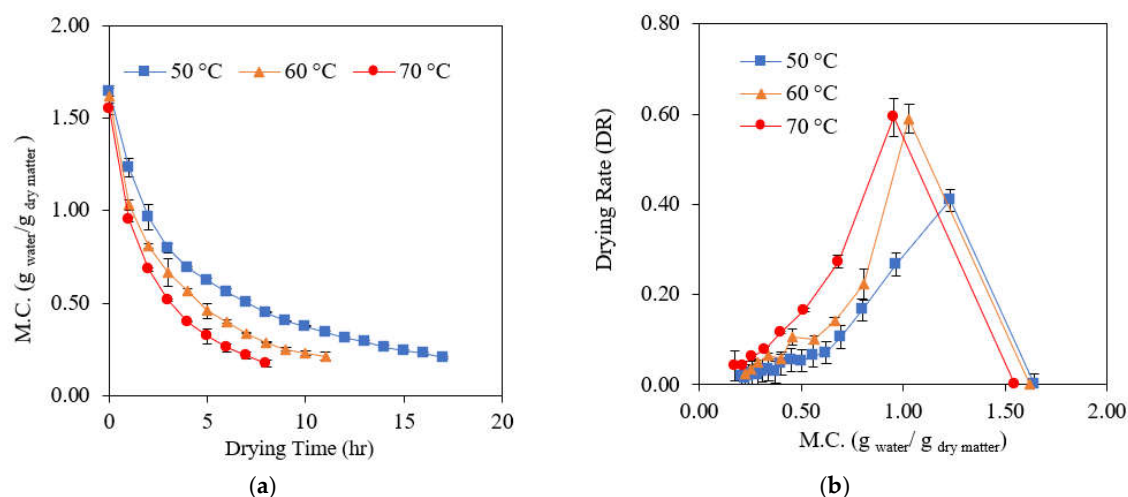 2.00
1.50
1.00
0.50
0.00
M.C. (g water/g dry matter)
50 °C 60 °C 70 °C
0 5 10 15 20
Drying Time (hr)
(a)
0.80
0.60
0.40
0.20
0.00
Drying Rate (DR)
50 °C
60 °C
70 °C
0.00 0.50 1.00 1.50 2.00
M.C. (g water/ g dry matter)
(b)